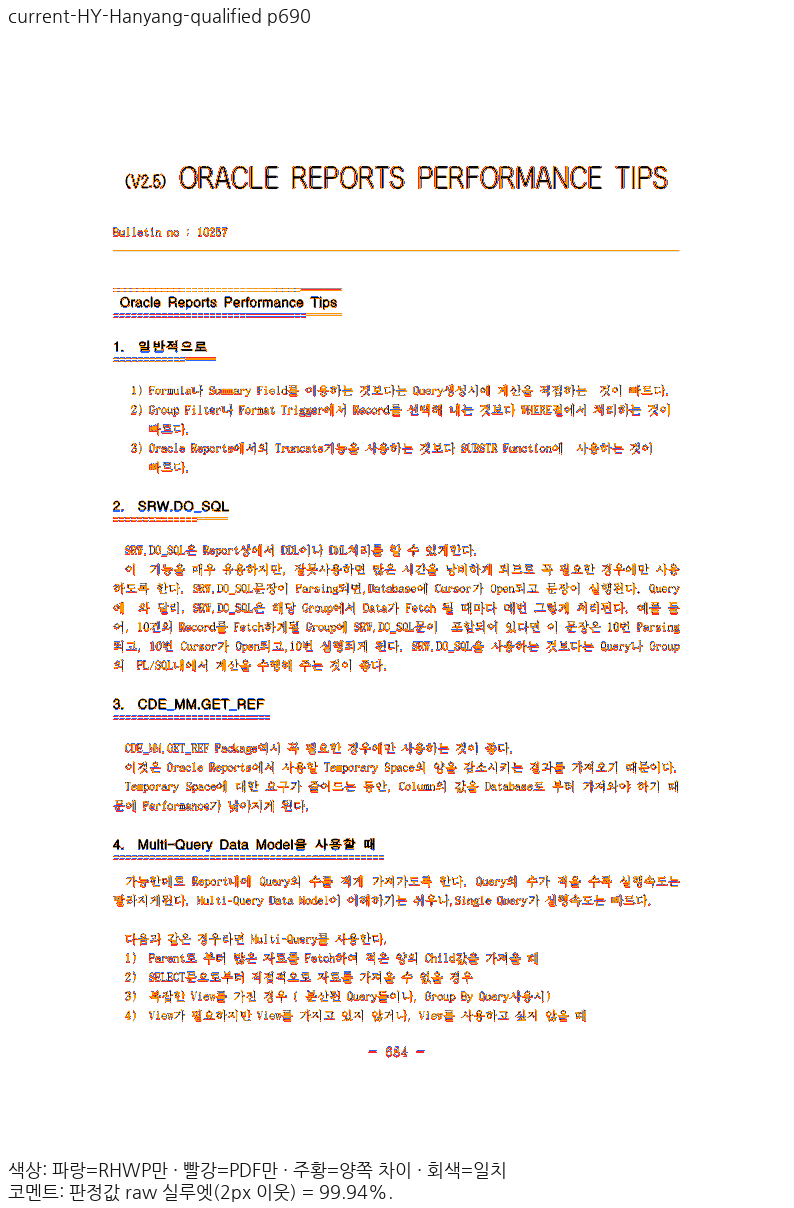 current-HY-Hanyang-qualified p690
(V2.5) ORACLE REPORTS PERFORMANCE TIPS
Bulletin no : 10257
Oracle Reports Performance Tips
1. 일반적으로
1) Formula나 Summary Field를 이용하는 것보다는 Query생성시에 계산을 직접하는 것이 빠르다.
2) Group Filter나 Format Trigger에서 Record를 선택해 내는 것보다 WHERE절에서 처리하는 것이
빠르다.
3) Oracle Reports에서의 Truncate기능을 사용하는 것보다 SUBSTR Function에 사용하는 것이
빠르다.
2. SRW.DO_SQL
SRW.DO_SQL은 Report상에서 DDL이나 DML처리를 할 수 있게한다.
이 기능을 매우 유용하지만, 잘못사용하면 많은 시간을 낭비하게 되므로 꼭 필요한 경우에만 사용
하도록 한다. SRW.DO_SQL문장이 Parsing되면,Database에 Cursor가 Open되고 문장이 실행된다. Query
에 와 달리, SRW.DO_SQL은 해당 Group에서 Data가 Fetch 될 때마다 매번 그렇게 처리된다. 예를 들
어, 10건의 Record를 Fetch하게될 Group에 SRW.DO_SQL문이 포함되어 있다면 이 문장은 10번 Parsing
되고, 10번 Cursor가 Open되고,10번 실행되게 된다. SRW.DO_SQL을 사용하는 것보다는 Query나 Group
의 PL/SQL내에서 계산을 수행해 주는 것이 좋다.
3. CDE_MM.GET_REF
CDE_MM.GET_REF Package역시 꼭 필요한 경우에만 사용하는 것이 좋다.
이것은 Oracle Reports에서 사용할 Temporary Space의 양을 감소시키는 결과를 가져오기 때문이다.
Temporary Space에 대한 요구가 줄어드는 동안, Column의 값을 Database로 부터 가져와야 하기 때
문에 Performance가 낮아지게 된다.
4. Multi-Query Data Model을 사용할 때
가능한데로 Report내에 Query의 수를 적게 가져가도록 한다. Query의 수가 적을 수록 실행속도는
빨라지게된다. Multi-Query Data Model이 이해하기는 쉬우나,Single Query가 실행속도는 빠르다.
다음과 같은 경우라면 Multi-Query를 사용한다.
1) Parent로 부터 많은 자료를 Fetch하여 적은 양의 Child값을 가져올 때
2) SELECT문으로부터 직접적으로 자료를 가져올 수 없을 경우
3) 복잡한 View를 가진 경우 ( 분산된 Query들이나, Group By Query사용시)
4) View가 필요하지만 View를 가지고 있지 않거나, View를 사용하고 싶지 않을 때
- 684 -
색상: 파랑=RHWP만 · 빨강=PDF만 · 주황=양쪽 차이 · 회색=일치
코멘트: 판정값 raw 실루엣(2px 이웃) = 99.94%.